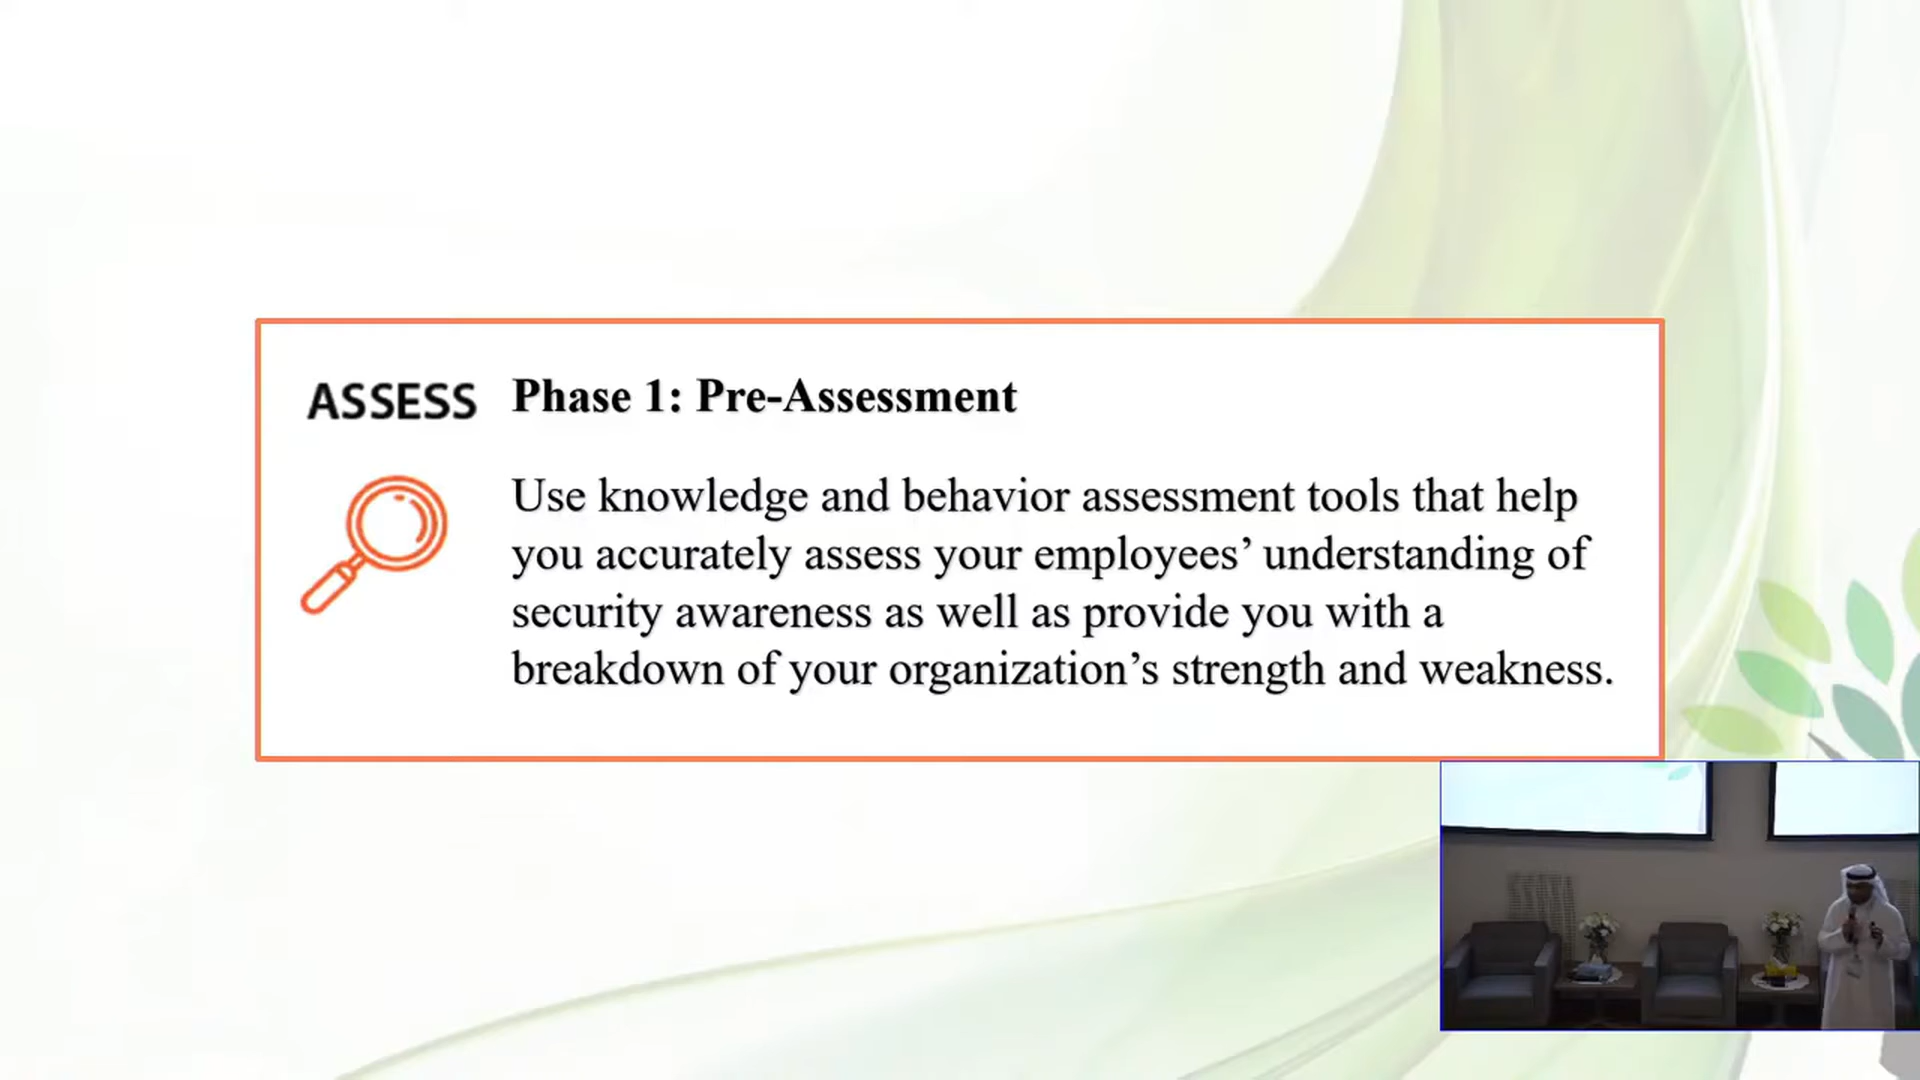 ASSESS
Phase 1: Pre-Assessment
Use knowledge and behavior assessment tools that help
you accurately assess your employees’ understanding of
security awareness as well as provide you with a
breakdown of your organization’s strength and weakness.